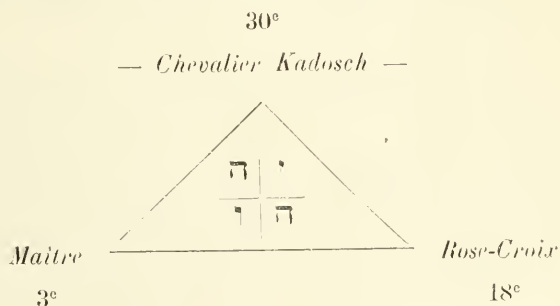 30e
— Chevalier Kadosch —
י ה
ה ו
Maître
Rose-Croix
3e
18e